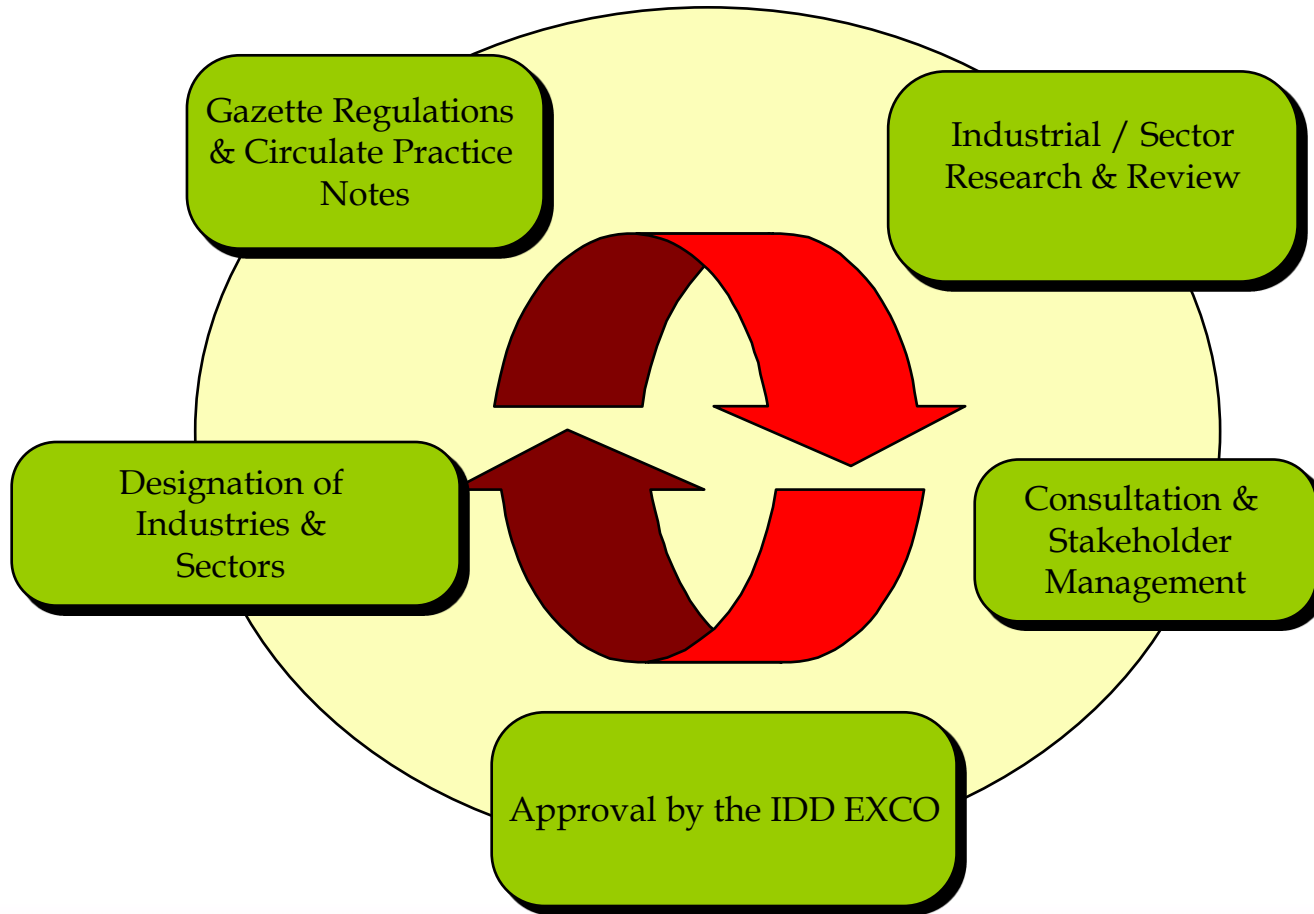 Gazette Regulations
& Circulate Practice
Notes
Industrial / Sector
Research & Review
Designation of
Industries &
Sectors
Consultation &
Stakeholder
Management
Approval by the IDD EXCO